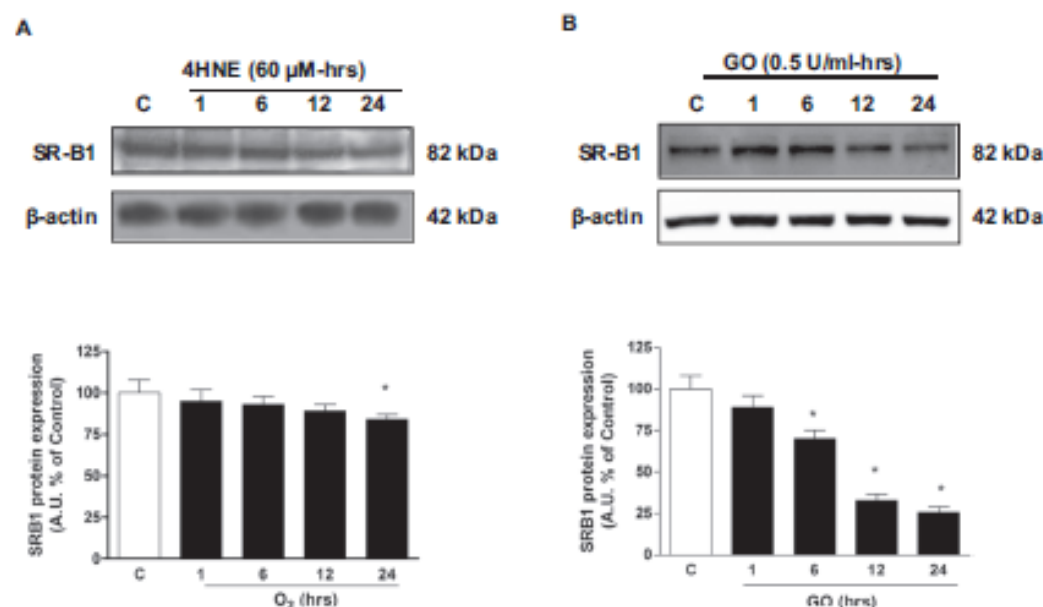 A
4HNE (60 µM-hrs)
C 1 6 12 24
SR-B1 82 kDa
β-actin 42 kDa
SRB1 protein expression
(A.U. % of Control)
125
100
75
50
25
0
*
C 1 6 12 24
O₃ (hrs)
B
GO (0.5 U/ml-hrs)
C 1 6 12 24
SR-B1 82 kDa
β-actin 42 kDa
SRB1 protein expression
(A.U. % of Control)
125
100
75
50
25
0
* * *
C 1 6 12 24
GO (hrs)